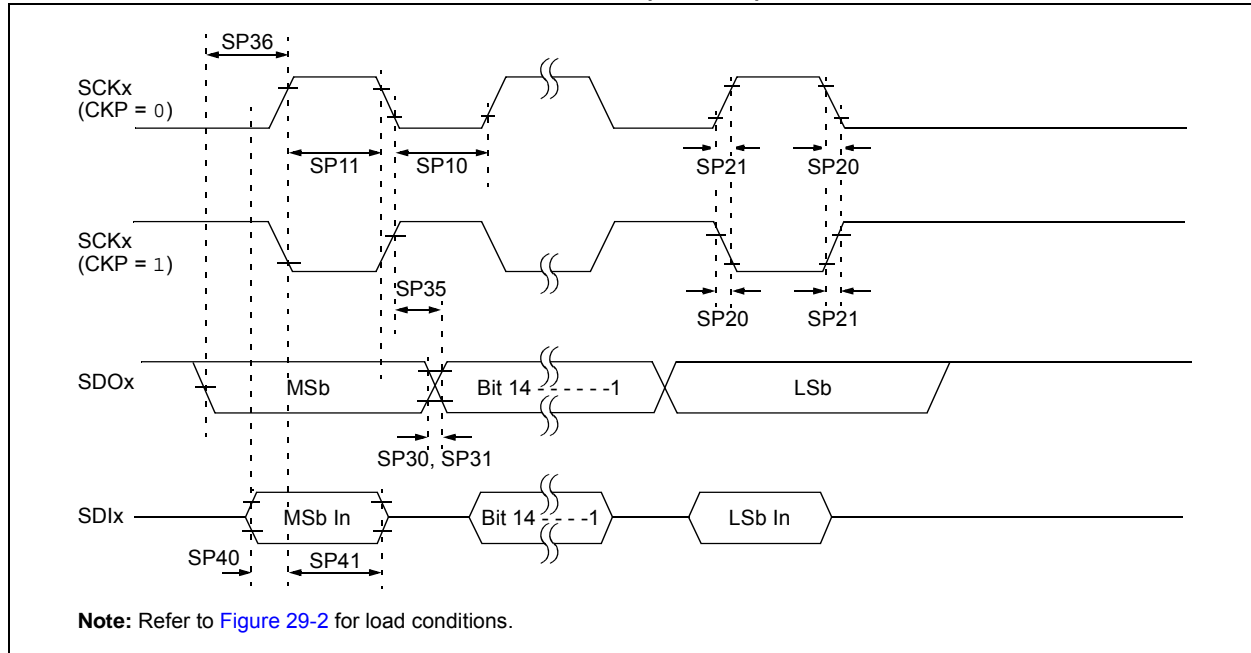 SP36
SCKx
(CKP = 0)
SP11
SP10
SP21
SP20
SCKx
(CKP = 1)
SP35
SP20
SP21
SDOx
MSb
Bit 14 - - - - - -1
LSb
SP30, SP31
SDIx
MSb In
Bit 14 - - - -1
LSb In
SP40
SP41
Note: Refer to Figure 29-2 for load conditions.